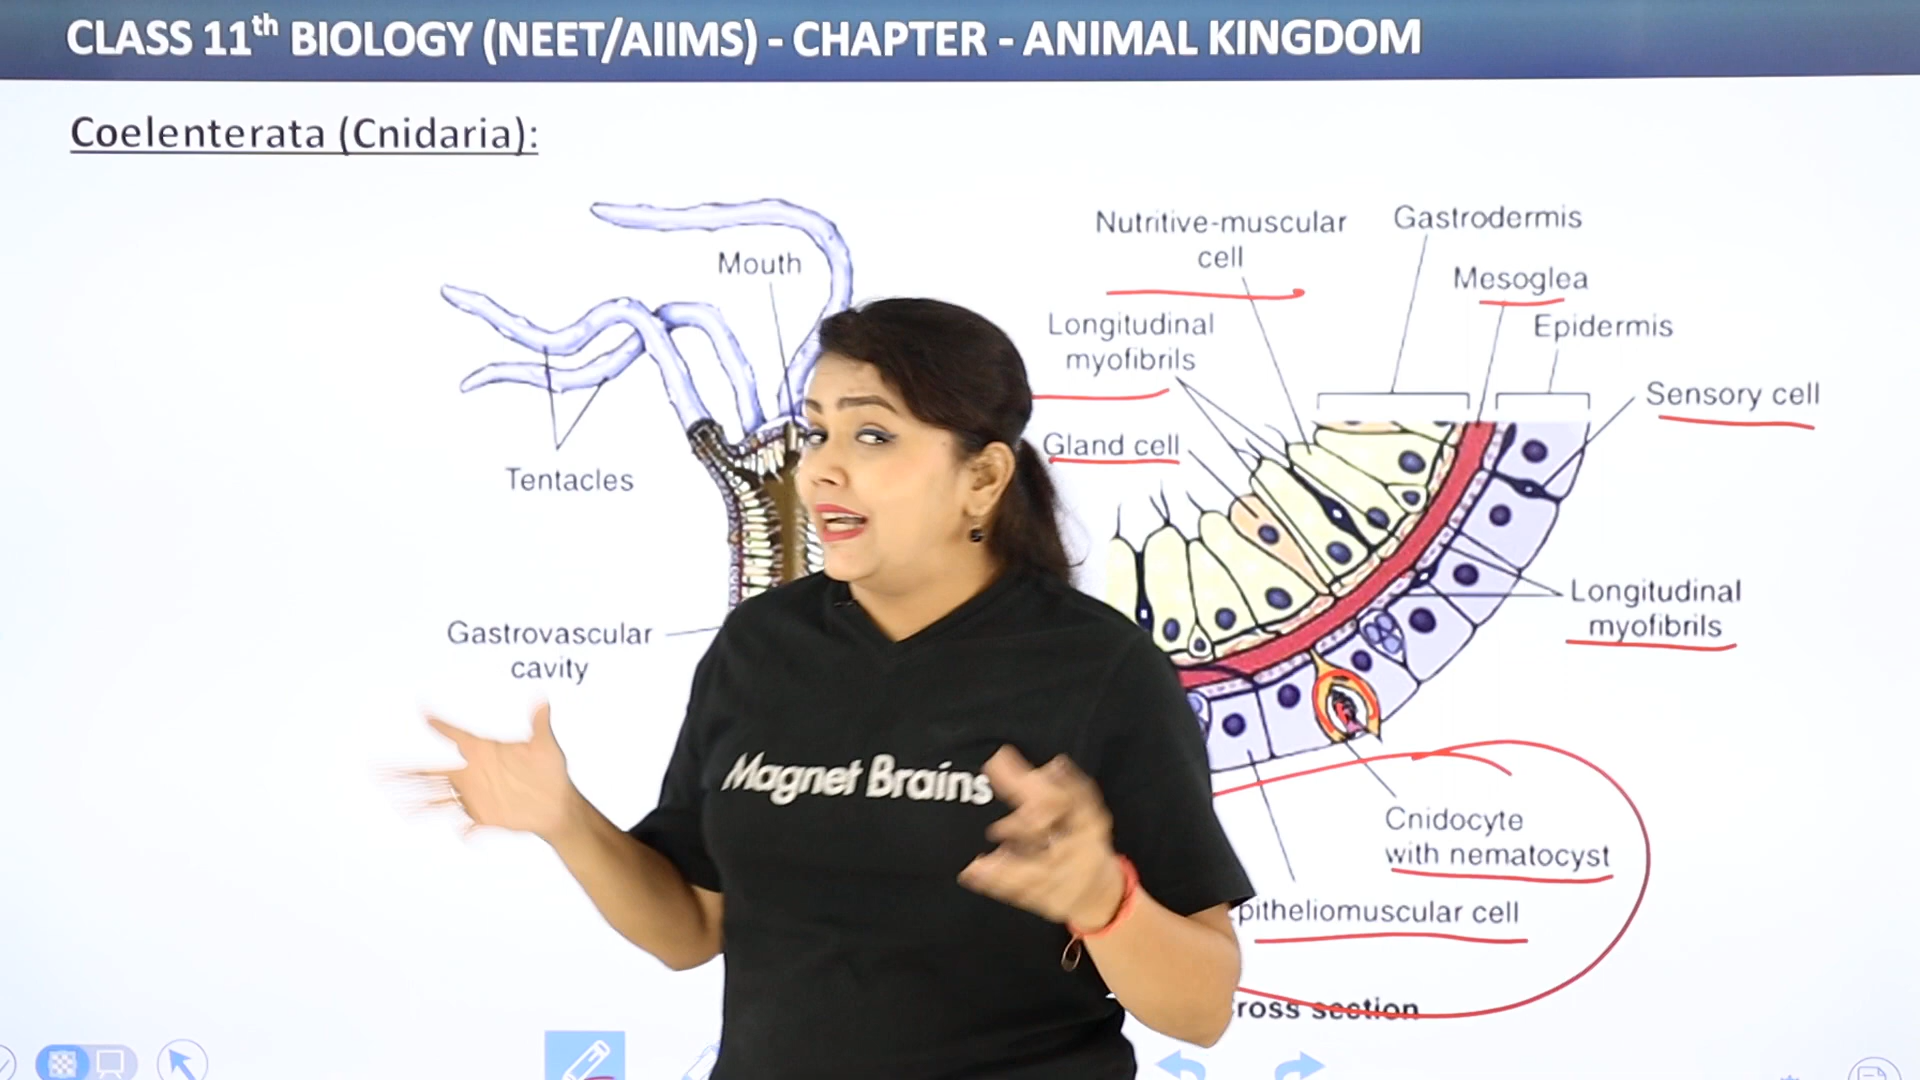 CLASS 11th BIOLOGY (NEET/AIIMS) - CHAPTER - ANIMAL KINGDOM
Coelenterata (Cnidaria):
Mouth
Tentacles
Gastrovascular
cavity
Nutritive-muscular
cell
Gastrodermis
Mesoglea
Epidermis
Longitudinal
myofibrils
Sensory cell
Gland cell
Longitudinal
myofibrils
Cnidocyte
with nematocyst
pitheliomuscular cell
ross section
Magnet Brains